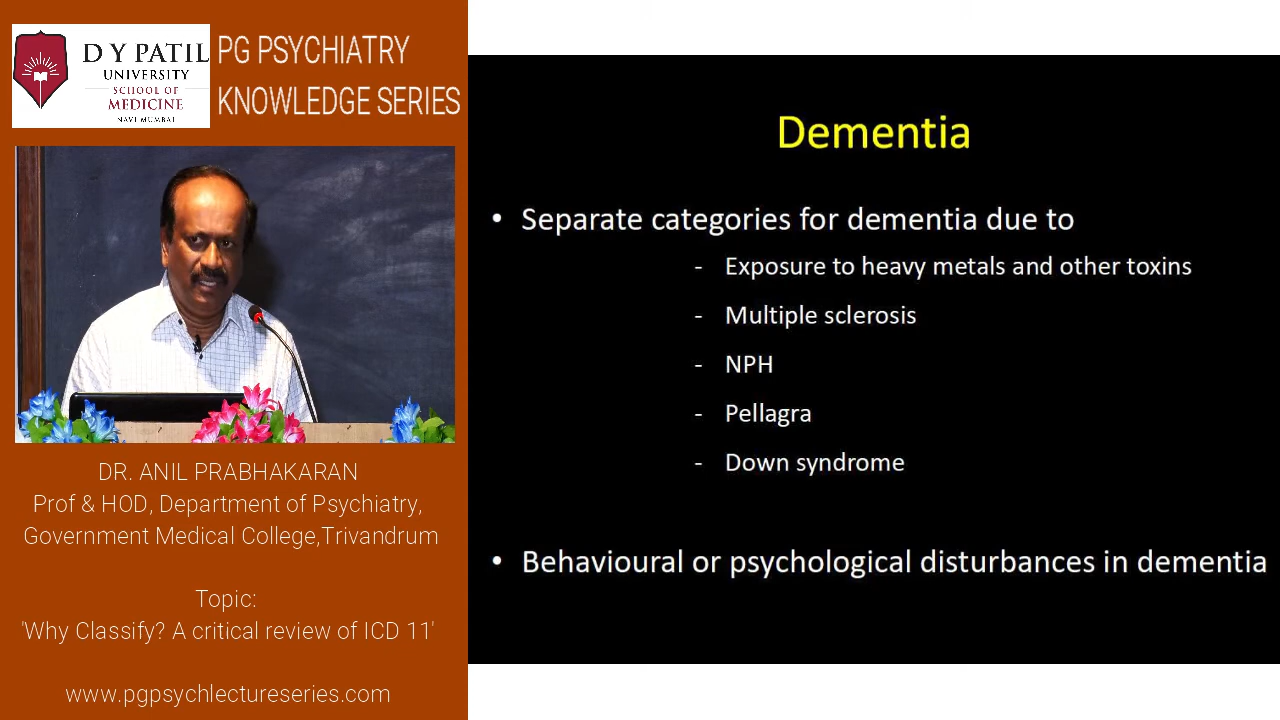 D Y PATIL
UNIVERSITY
SCHOOL OF
MEDICINE
NAVI MUMBAI
PG PSYCHIATRY
KNOWLEDGE SERIES
DR. ANIL PRABHAKARAN
Prof & HOD, Department of Psychiatry,
Government Medical College,Trivandrum
Topic:
'Why Classify? A critical review of ICD 11'
www.pgpsychlectureseries.com
Dementia
• Separate categories for dementia due to
- Exposure to heavy metals and other toxins
- Multiple sclerosis
- NPH
- Pellagra
- Down syndrome
• Behavioural or psychological disturbances in dementia